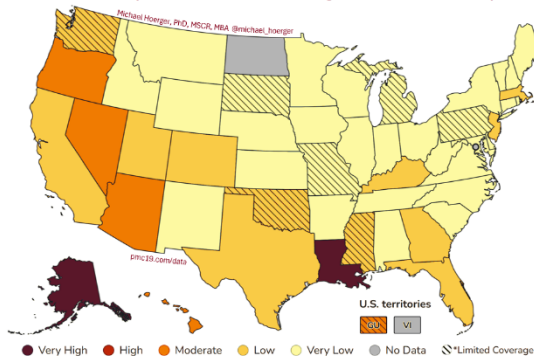 Michael Hoerger, PhD, MSCR, MBA @michael_hoerger
pmc19.com/data
U.S. territories
GU VI
Very High High Moderate Low Very Low No Data *Limited Coverage